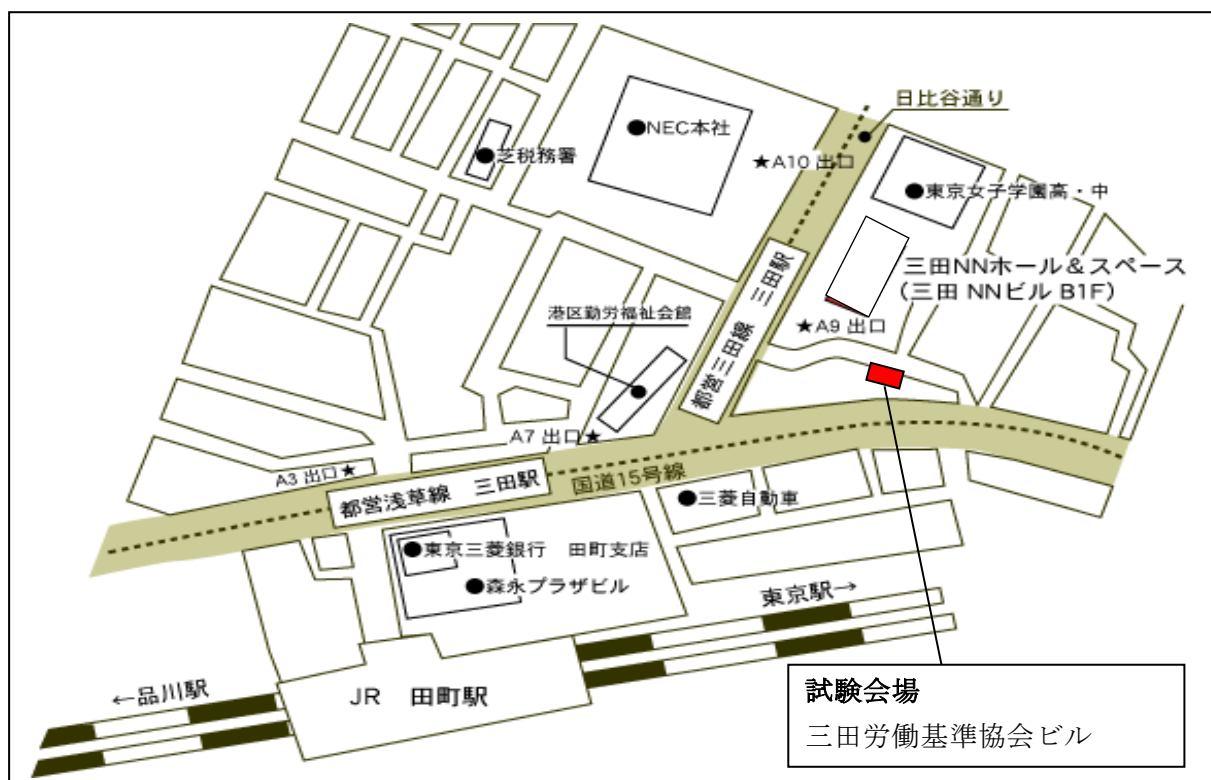 日比谷通り
●NEC本社
●芝税務署
★A10 出口
●東京女子学園高・中
三田NNホール＆スペース
（三田 NNビル B1F）
都営三田線　三田駅
港区勤労福祉会館
★A9 出口
A7 出口★
A3 出口★
都営浅草線　三田駅
国道15号線
●三菱自動車
●東京三菱銀行　田町支店
●森永プラザビル
東京駅→
←品川駅
JR　田町駅
試験会場
三田労働基準協会ビル